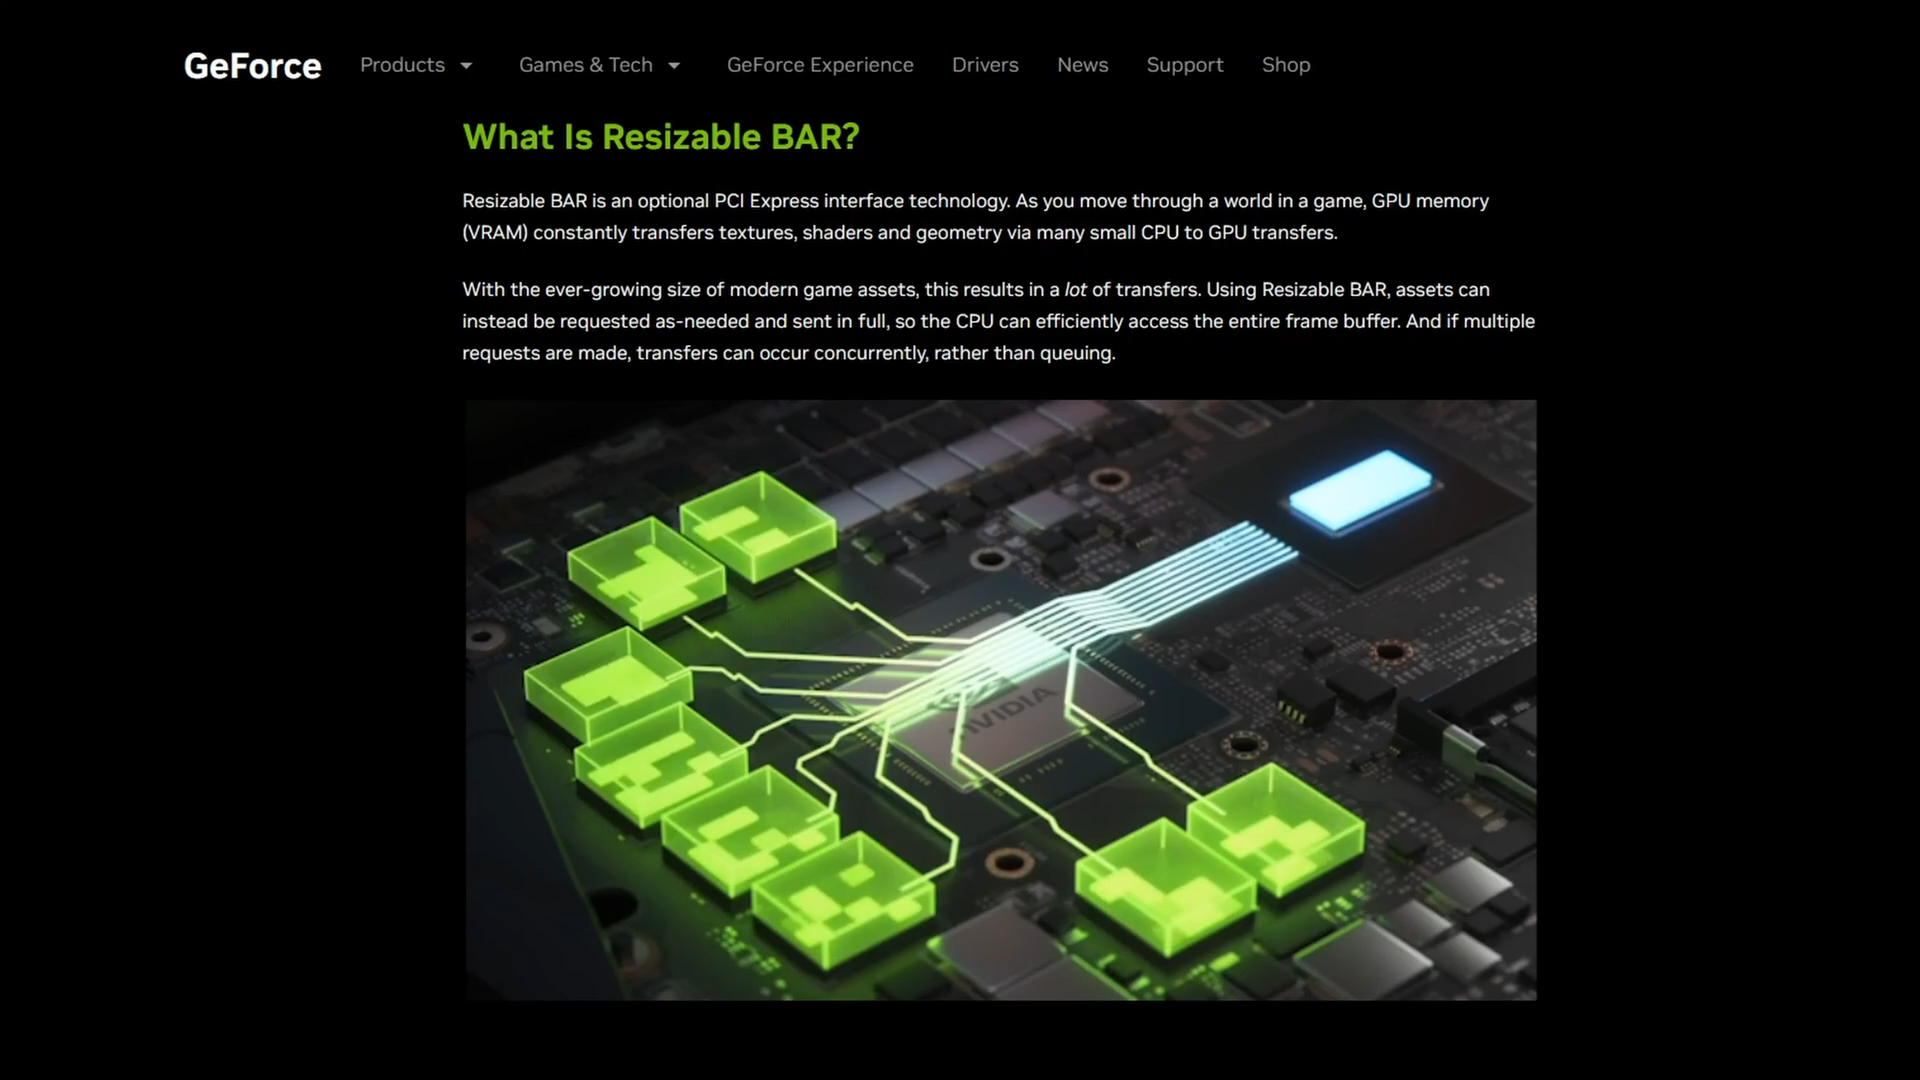 GeForce Products Games & Tech GeForce Experience Drivers News Support Shop
What Is Resizable BAR?
Resizable BAR is an optional PCI Express interface technology. As you move through a world in a game, GPU memory
(VRAM) constantly transfers textures, shaders and geometry via many small CPU to GPU transfers.
With the ever-growing size of modern game assets, this results in a lot of transfers. Using Resizable BAR, assets can
instead be requested as-needed and sent in full, so the CPU can efficiently access the entire frame buffer. And if multiple
requests are made, transfers can occur concurrently, rather than queuing.
NVIDIA